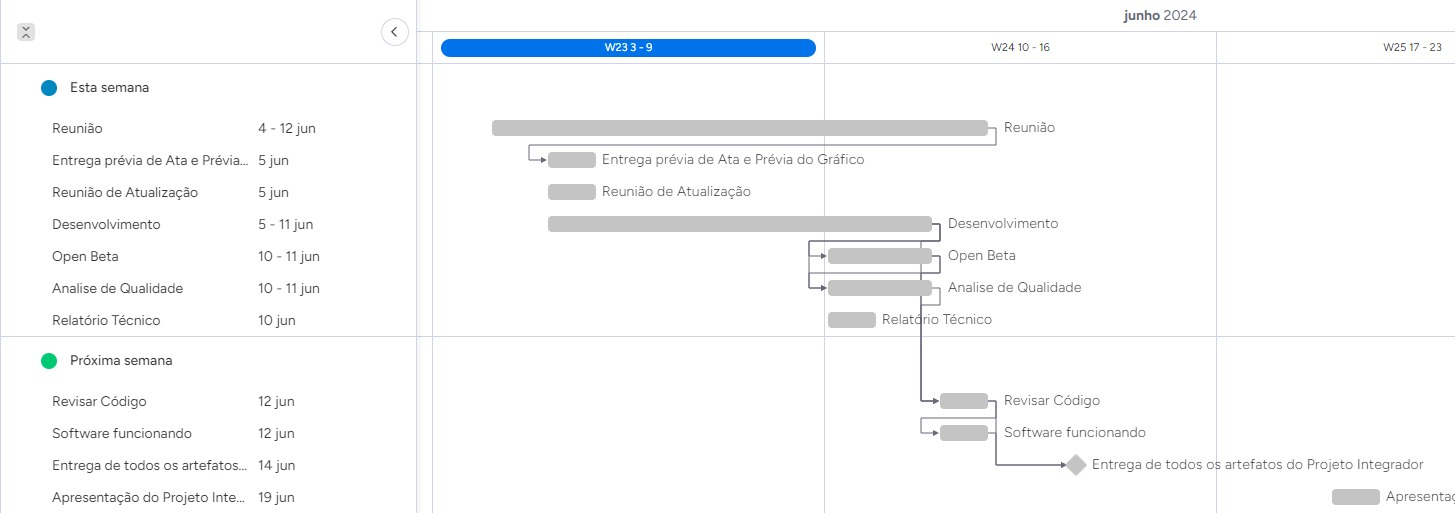 junho 2024
W23 3 - 9
W24 10 - 16
W25 17 - 23
Esta semana
Reunião 4 - 12 jun Reunião
Entrega prévia de Ata e Prévia... 5 jun Entrega prévia de Ata e Prévia do Gráfico
Reunião de Atualização 5 jun Reunião de Atualização
Desenvolvimento 5 - 11 jun Desenvolvimento
Open Beta 10 - 11 jun Open Beta
Analise de Qualidade 10 - 11 jun Analise de Qualidade
Relatório Técnico 10 jun Relatório Técnico
Próxima semana
Revisar Código 12 jun Revisar Código
Software funcionando 12 jun Software funcionando
Entrega de todos os artefatos... 14 jun Entrega de todos os artefatos do Projeto Integrador
Apresentação do Projeto Inte... 19 jun Apresentaç